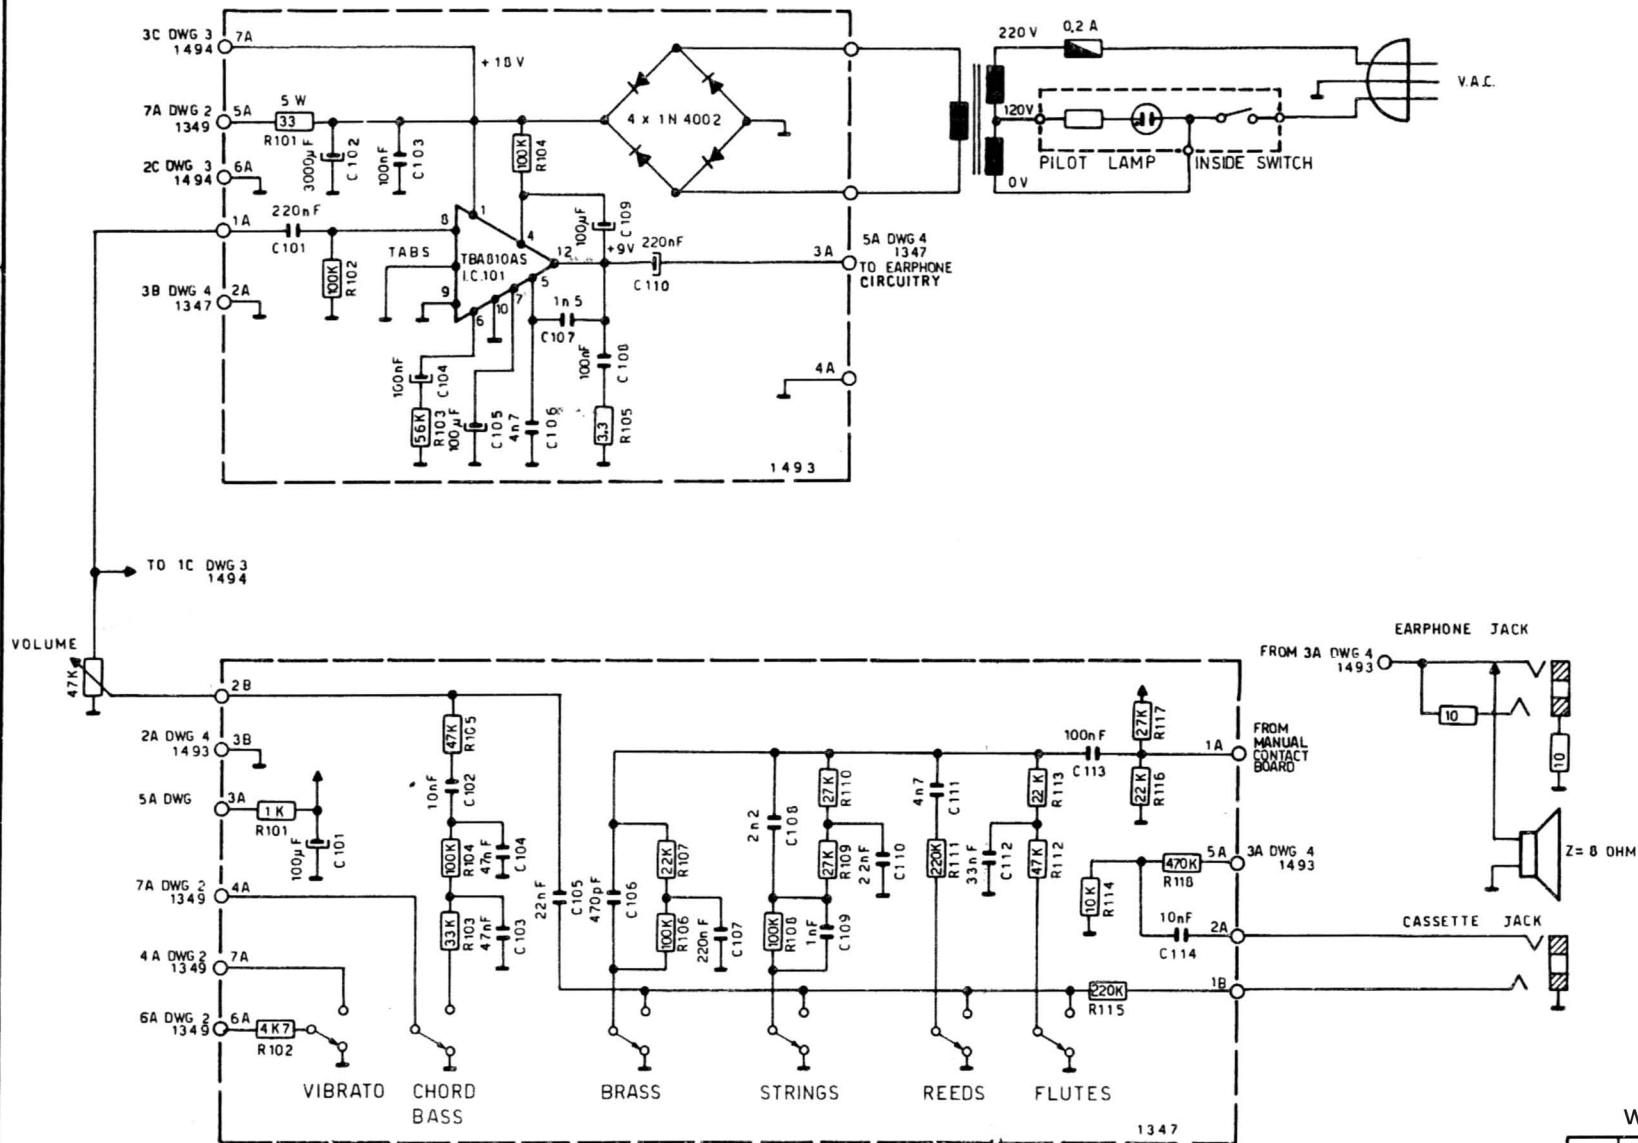 3C DWG 3
1494
7A
+18V
220V
0,2 A
V.A.C.
7A DWG 2
1349
5A
5 W
33
R101
3000µF
C102
100nF
C103
100K
R104
4 x 1N 4002
120V
PILOT LAMP
INSIDE SWITCH
0V
2C DWG 3
1494
6A
1A
220nF
C101
100K
R102
TABS
8
1
4
12
TBA810AS
I.C.101
9
6
10
7
5
100µF
C109
+9V
220nF
C110
3A
5A DWG 4
1347
TO EARPHONE
CIRCUITRY
3B DWG 4
1347
2A
1n5
C107
100nF
C104
56K
R103
100µF
C105
4n7
C106
100nF
C108
3.3
R105
4A
1493
TO 1C DWG 3
1494
VOLUME
47K
2B
2A DWG 4
1493
3B
5A DWG
3A
1K
R101
100µF
C101
7A DWG 2
1349
4A
4A DWG 2
1349
7A
6A DWG 2
1349
6A
4K7
R102
47K
R105
10nF
C102
100K
R104
47nF
C104
33K
R103
47nF
C103
22nF
C105
470pF
C106
22K
R107
100K
R106
220nF
C107
2n2
C108
27K
R110
27K
R109
22nF
C110
100K
R108
1nF
C109
4n7
C111
220K
R111
22K
R113
33nF
C112
47K
R112
100nF
C113
27K
R117
22K
R116
1A
FROM
MANUAL
CONTACT
BOARD
10K
R114
470K
R118
5A
3A DWG 4
1493
10nF
C114
2A
220K
R115
1B
EARPHONE JACK
FROM 3A DWG 4
1493
10
10
Z=8 OHM
CASSETTE JACK
VIBRATO
CHORD
BASS
BRASS
STRINGS
REEDS
FLUTES
1347
W